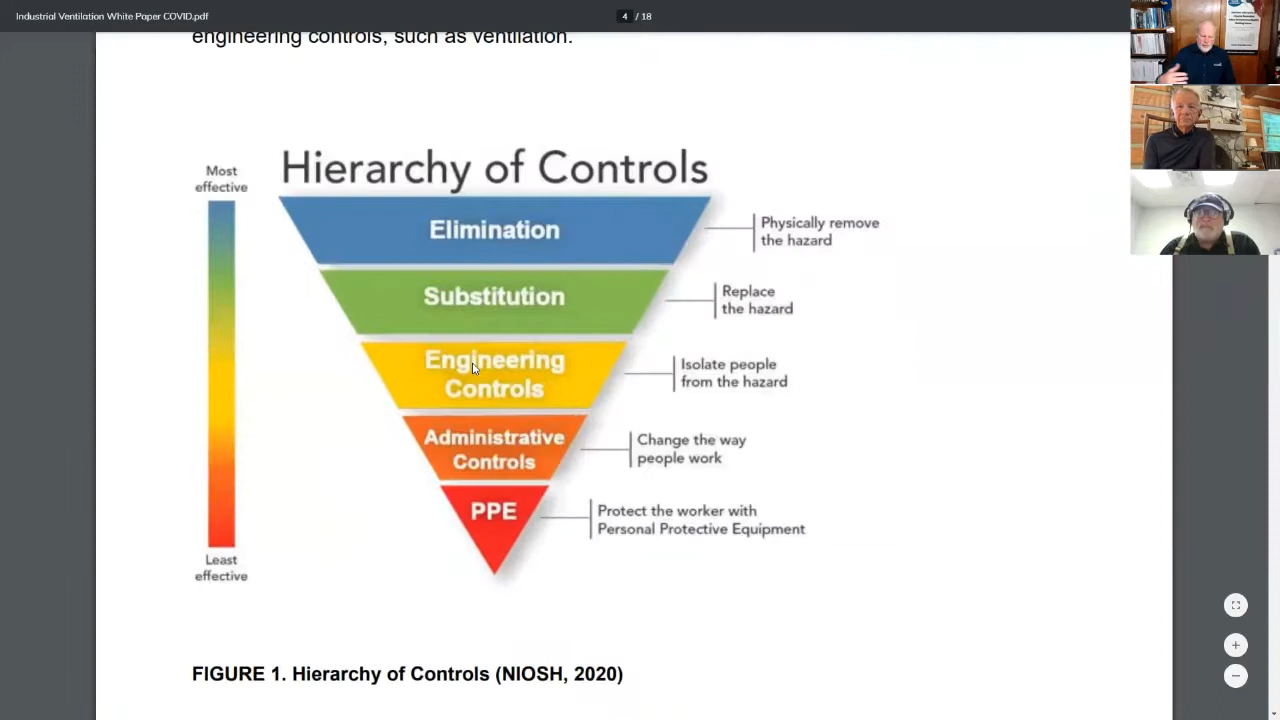 Industrial Ventilation White Paper COVID.pdf
4 / 18
engineering controls, such as ventilation.
Hierarchy of Controls
Most
effective
Elimination
Physically remove
the hazard
Substitution
Replace
the hazard
Engineering
Controls
Isolate people
from the hazard
Administrative
Controls
Change the way
people work
PPE
Protect the worker with
Personal Protective Equipment
Least
effective
FIGURE 1. Hierarchy of Controls (NIOSH, 2020)